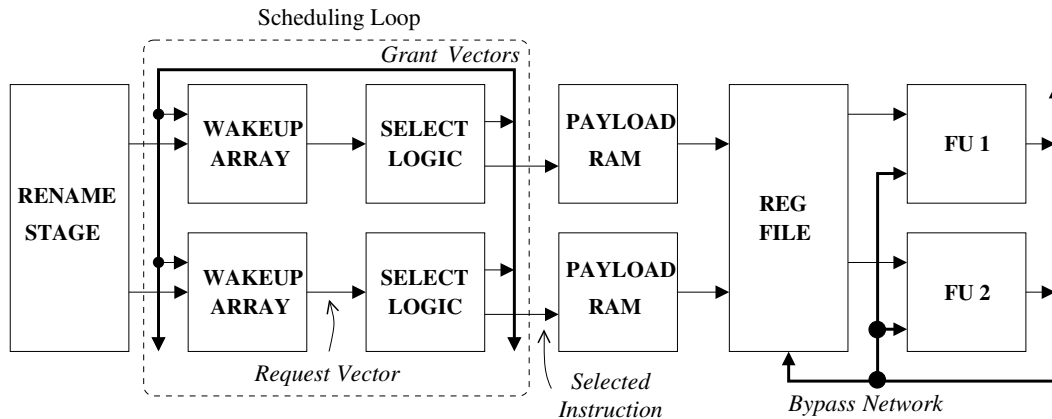 Scheduling Loop
Grant Vectors
RENAME
STAGE
WAKEUP
ARRAY
SELECT
LOGIC
PAYLOAD
RAM
REG
FILE
FU 1
WAKEUP
ARRAY
SELECT
LOGIC
PAYLOAD
RAM
FU 2
Request Vector
Selected
Instruction
Bypass Network